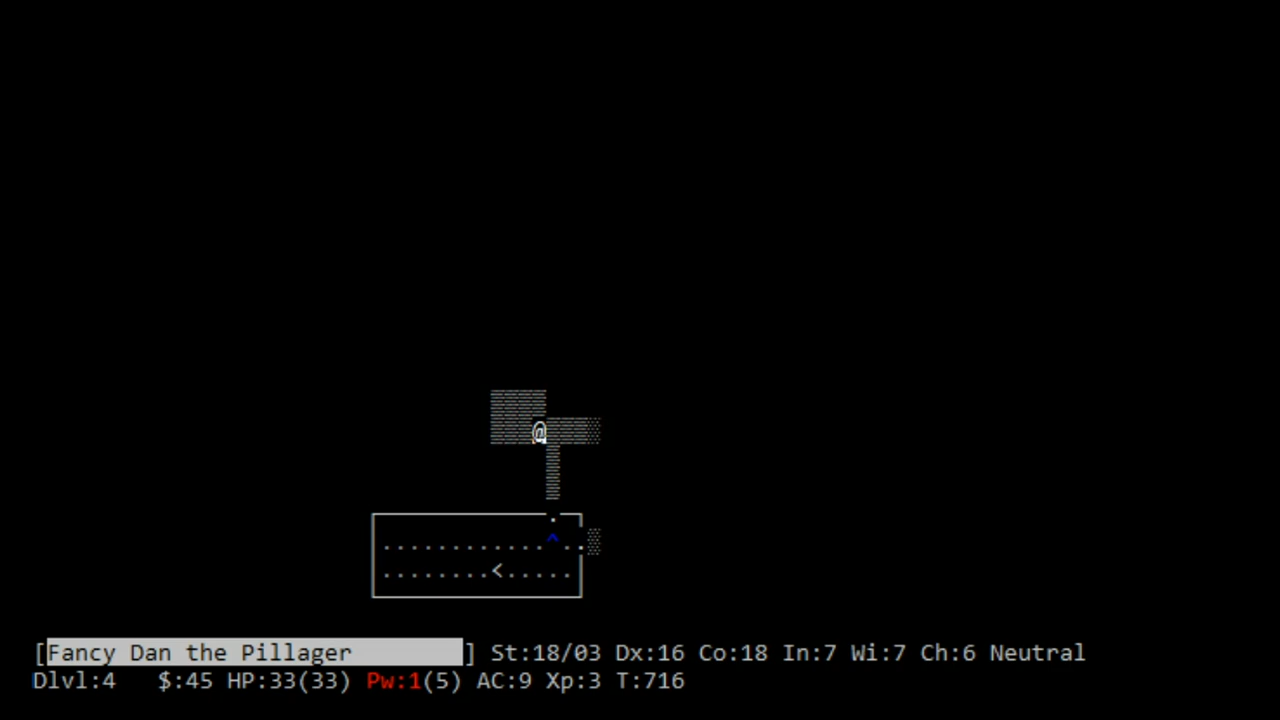 @
.
............^..
........<.....
[Fancy Dan the Pillager] St:18/03 Dx:16 Co:18 In:7 Wi:7 Ch:6 Neutral
Dlvl:4 $:45 HP:33(33) Pw:1(5) AC:9 Xp:3 T:716